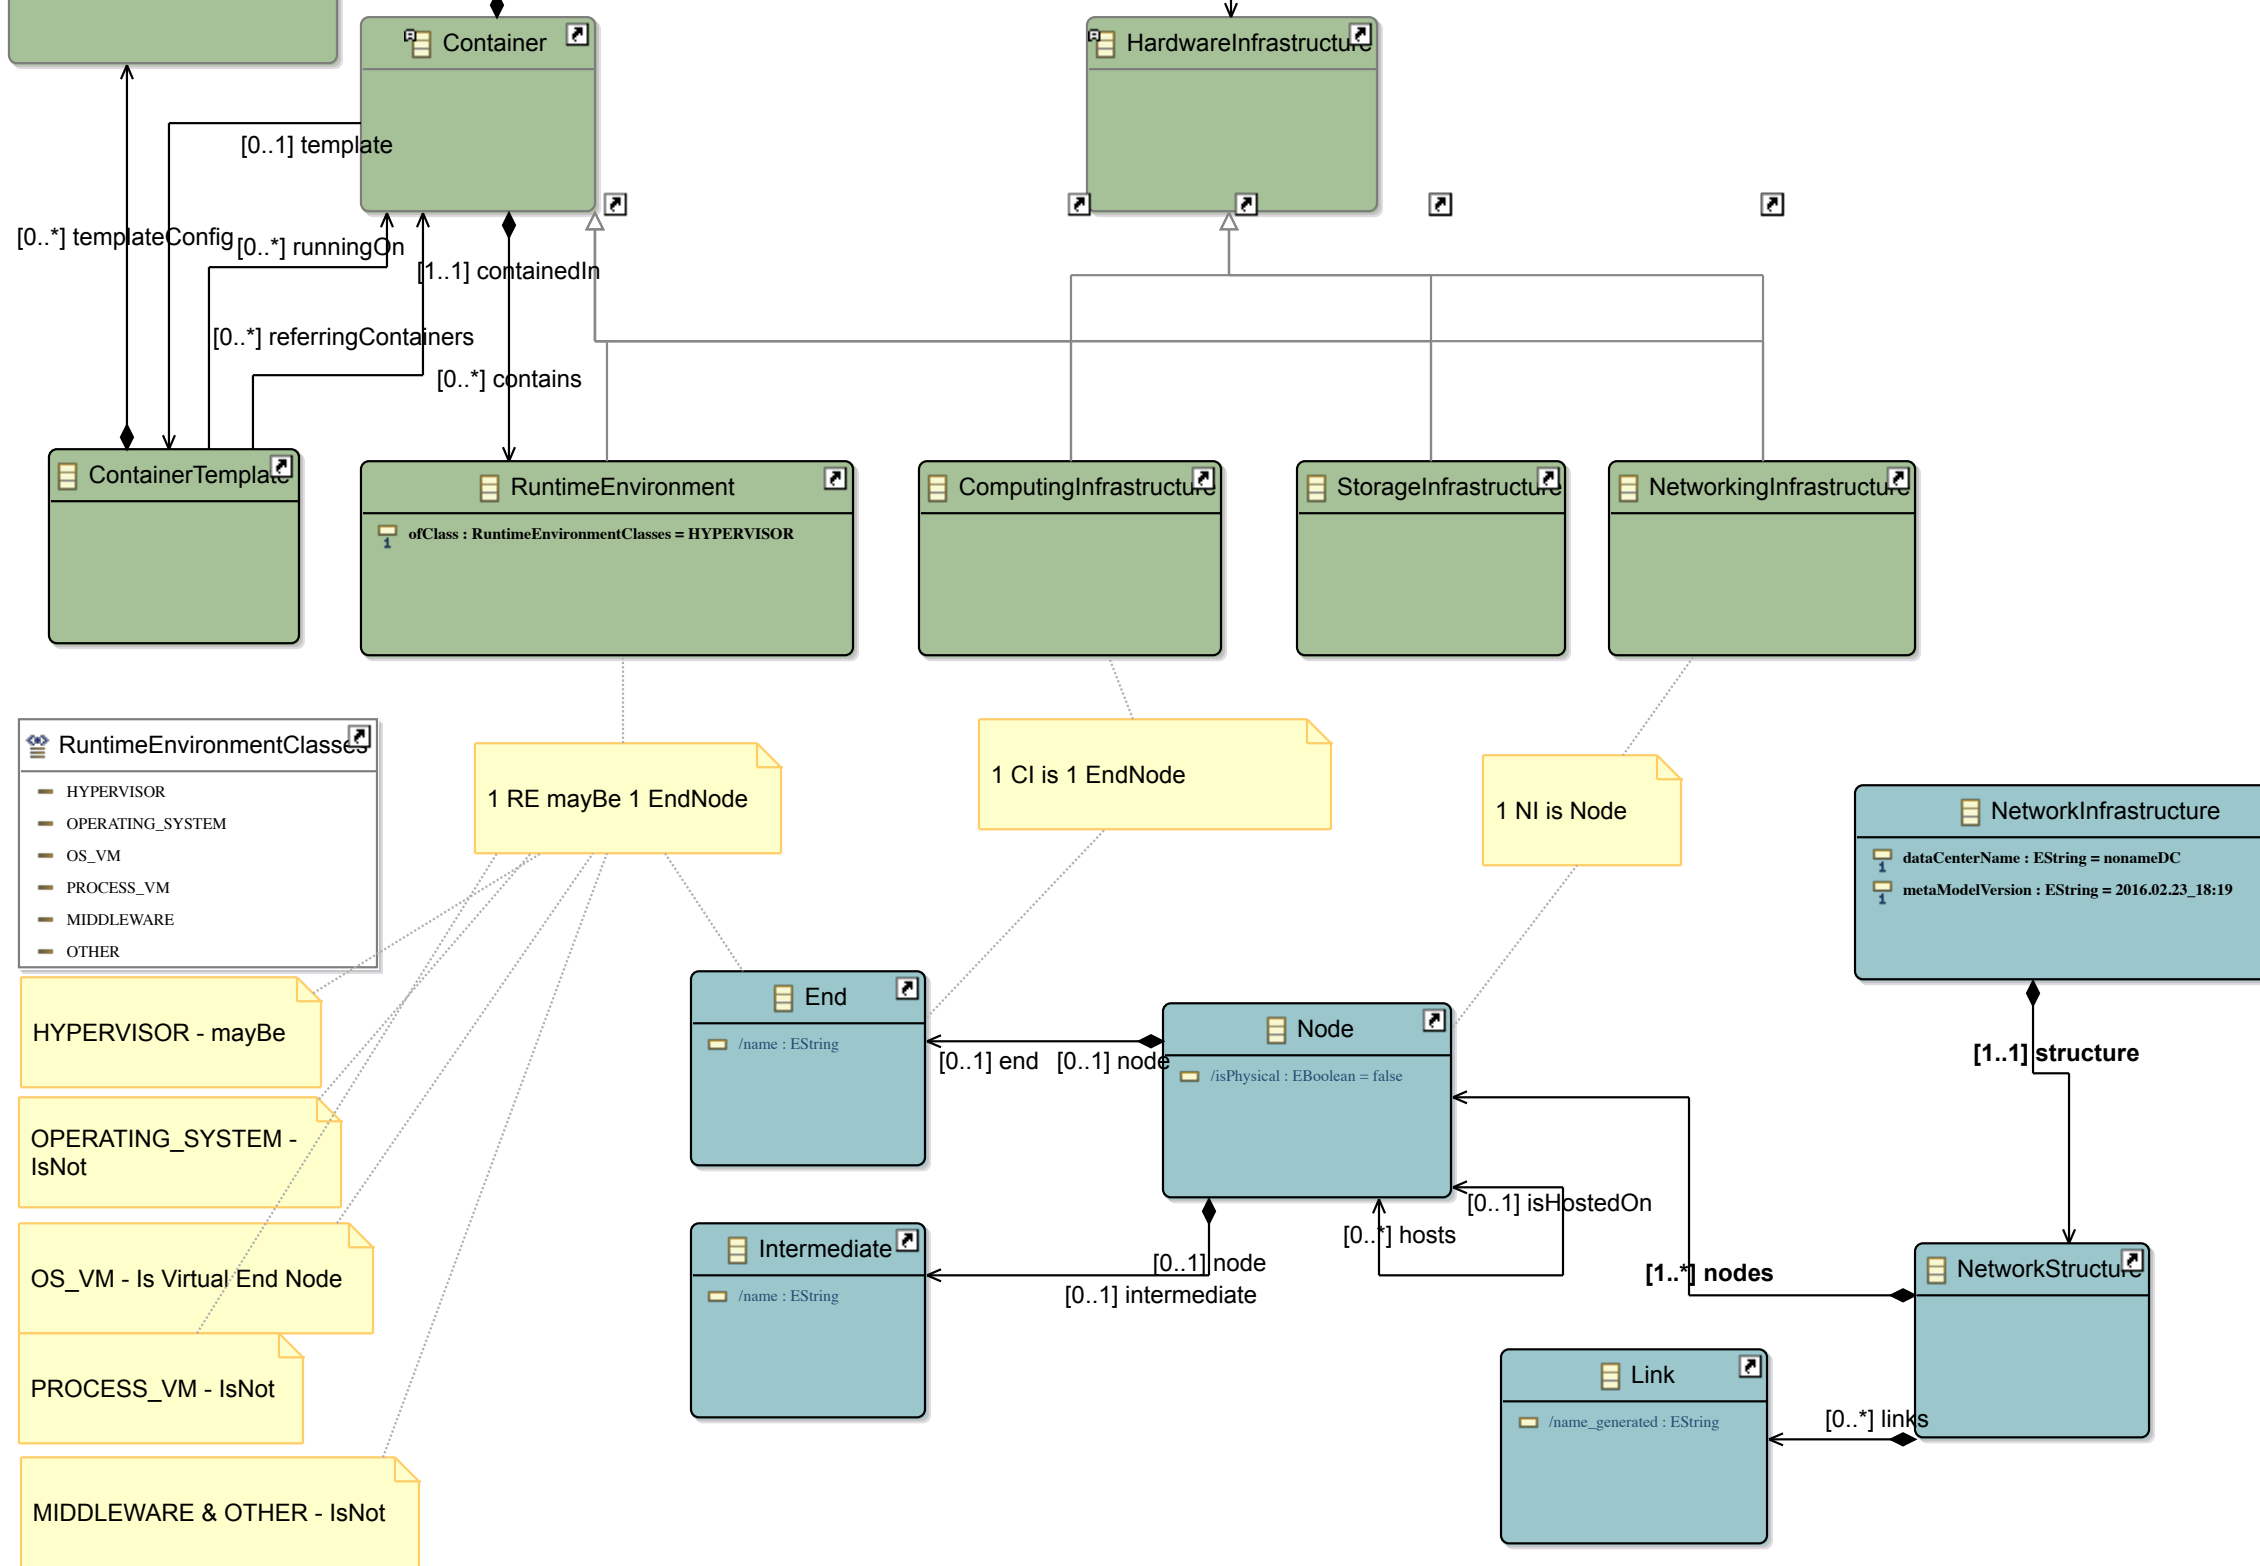 Container
HardwareInfrastructure
[0..1] template
[0..*] templateConfig
[0..*] runningOn
[1..1] containedIn
[0..*] referringContainers
[0..*] contains
ContainerTemplate
RuntimeEnvironment
ofClass : RuntimeEnvironmentClasses = HYPERVISOR
ComputingInfrastructure
StorageInfrastructure
NetworkingInfrastructure
RuntimeEnvironmentClasses
HYPERVISOR
OPERATING_SYSTEM
OS_VM
PROCESS_VM
MIDDLEWARE
OTHER
1 RE mayBe 1 EndNode
1 CI is 1 EndNode
1 NI is Node
NetworkInfrastructure
dataCenterName : EString = nonameDC
metaModelVersion : EString = 2016.02.23_18:19
HYPERVISOR - mayBe
OPERATING_SYSTEM -
IsNot
OS_VM - Is Virtual End Node
PROCESS_VM - IsNot
MIDDLEWARE & OTHER - IsNot
End
/name : EString
[0..1] end
[0..1] node
Node
/isPhysical : EBoolean = false
[1..1] structure
[0..1] isHostedOn
[0..*] hosts
Intermediate
/name : EString
[0..1] node
[0..1] intermediate
[1..*] nodes
NetworkStructure
Link
/name_generated : EString
[0..*] links